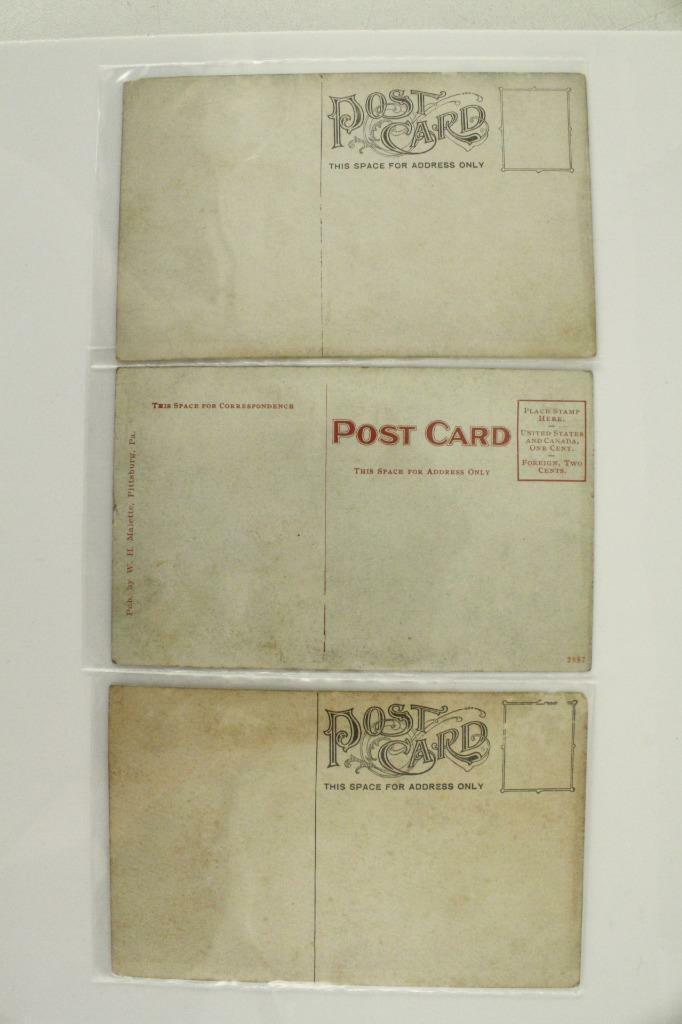 POST CARD
THIS SPACE FOR ADDRESS ONLY
THIS SPACE FOR CORRESPONDENCE
Pub. by W. H. Malette, Pittsburg, Pa.
POST CARD
THIS SPACE FOR ADDRESS ONLY
PLACE STAMP
HERE.
UNITED STATES
AND CANADA,
ONE CENT.
FOREIGN, TWO
CENTS.
POST CARD
THIS SPACE FOR ADDRESS ONLY